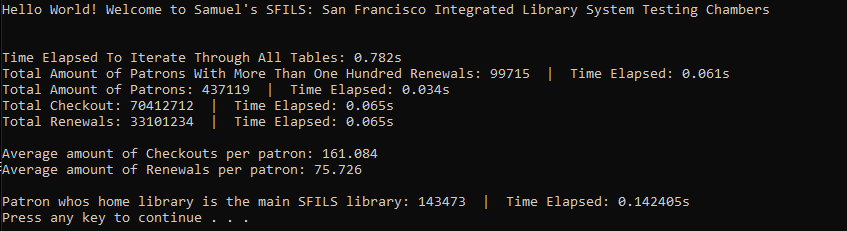 Hello World! Welcome to Samuel's SFILS: San Francisco Integrated Library System Testing Chambers
Time Elapsed To Iterate Through All Tables: 0.782s
Total Amount of Patrons With More Than One Hundred Renewals: 99715  |  Time Elapsed: 0.061s
Total Amount of Patrons: 437119  |  Time Elapsed: 0.034s
Total Checkout: 70412712  |  Time Elapsed: 0.065s
Total Renewals: 33101234  |  Time Elapsed: 0.065s
Average amount of Checkouts per patron: 161.084
Average amount of Renewals per patron: 75.726
Patron whos home library is the main SFILS library: 143473  |  Time Elapsed: 0.142405s
Press any key to continue . . .